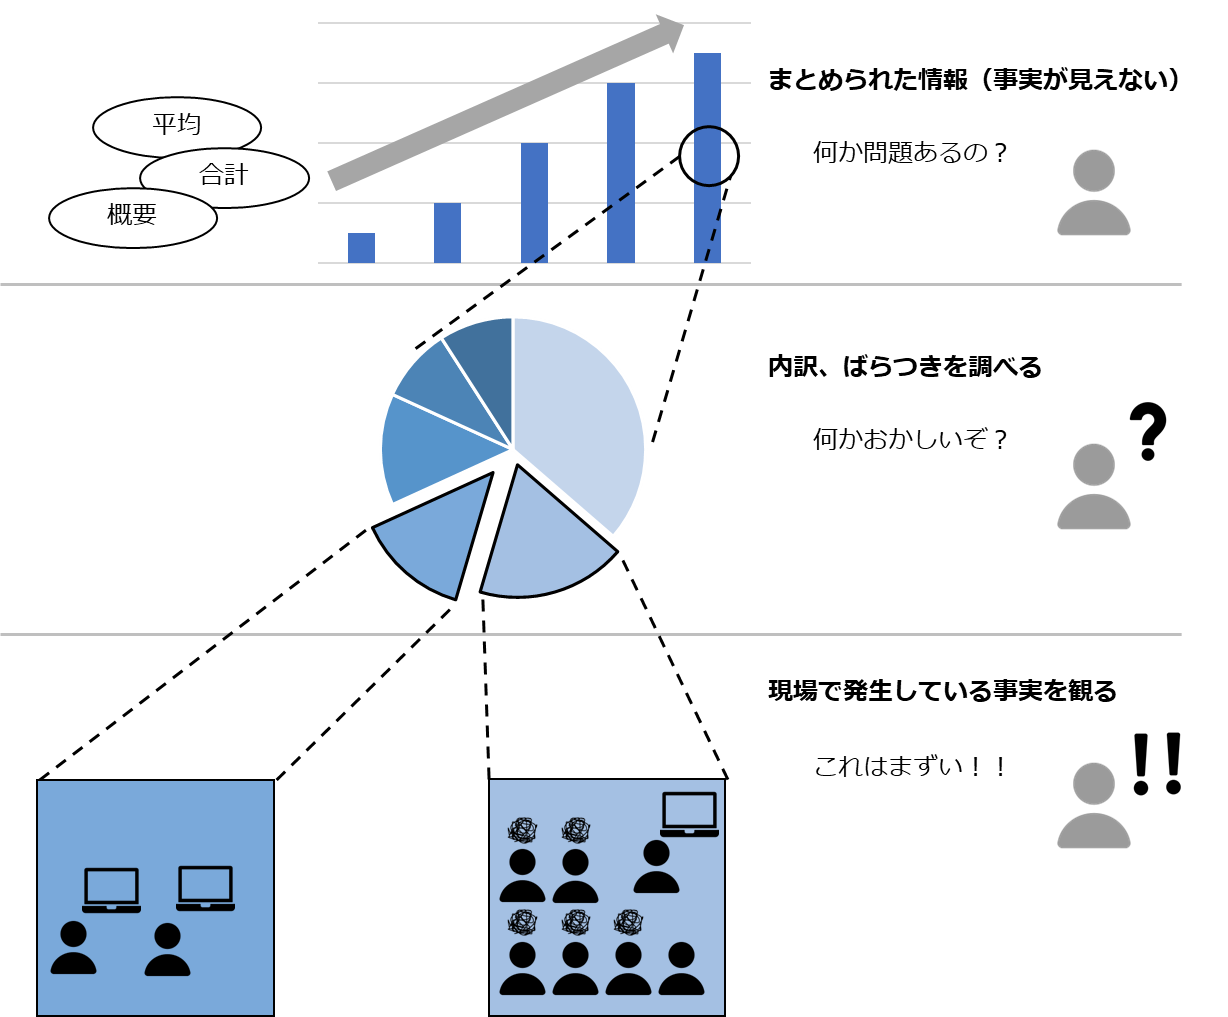 平均
合計
概要
まとめられた情報（事実が見えない）
何か問題あるの？
内訳、ばらつきを調べる
何かおかしいぞ？
現場で発生している事実を観る
これはまずい！！